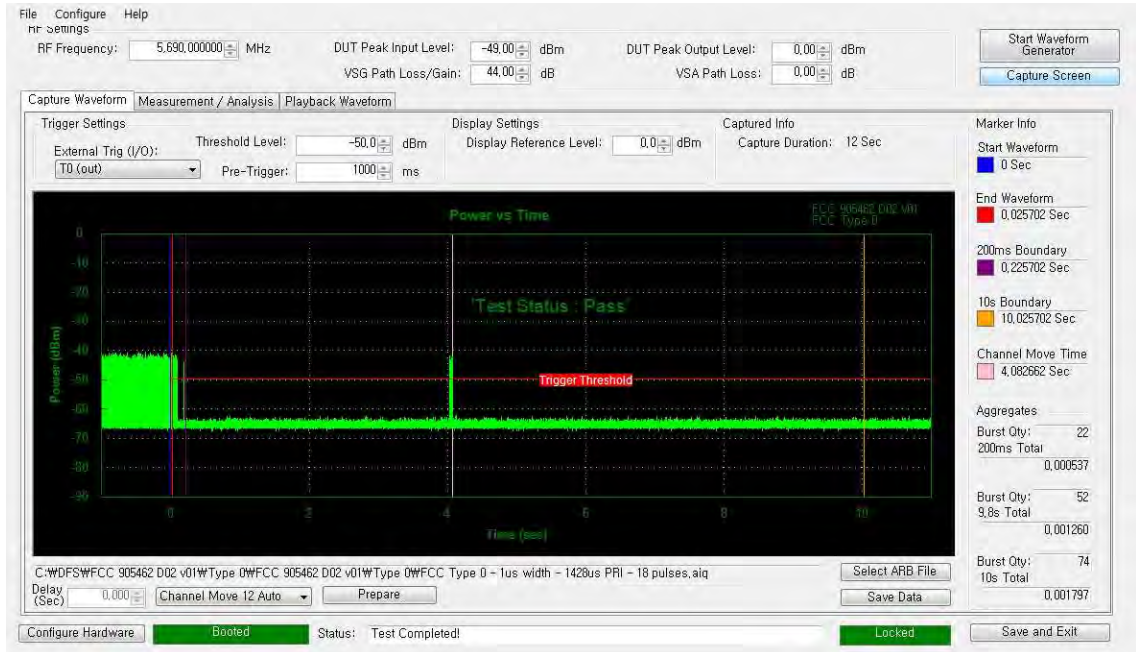 File Configure Help
RF Settings
RF Frequency: 5,690,000000 MHz DUT Peak Input Level: -49,00 dBm DUT Peak Output Level: 0,00 dBm
VSG Path Loss/Gain: 44,00 dB VSA Path Loss: 0,00 dB
Start Waveform
Generator
Capture Screen
Capture Waveform Measurement / Analysis Playback Waveform
Trigger Settings
External Trig (I/O):
T0 (out)
Threshold Level: -50,0 dBm
Pre-Trigger: 1000 ms
Display Settings
Display Reference Level: 0,0 dBm
Captured Info
Capture Duration: 12 Sec
Power vs Time
FCC 905462 D02 v01
FCC Type 0
0
-10
-20
-30
-40
-50
-60
-70
-80
-90
Power (dBm)
'Test Status : Pass'
Trigger Threshold
0 2 4 6 8 10
Time (sec)
Marker Info
Start Waveform
0 Sec
End Waveform
0,025702 Sec
200ms Boundary
0,225702 Sec
10s Boundary
10,025702 Sec
Channel Move Time
4,082662 Sec
Aggregates
Burst Qty: 22
200ms Total
0,000537
Burst Qty: 52
9,8s Total
0,001260
Burst Qty: 74
10s Total
0,001797
C:₩DFS₩FCC 905462 D02 v01₩Type 0₩FCC 905462 D02 v01₩Type 0₩FCC Type 0 - 1us width - 1428us PRI - 18 pulses,aiq
Select ARB File
Delay
(Sec) 0,000 Channel Move 12 Auto Prepare Save Data
Configure Hardware Booted Status: Test Completed! Locked Save and Exit